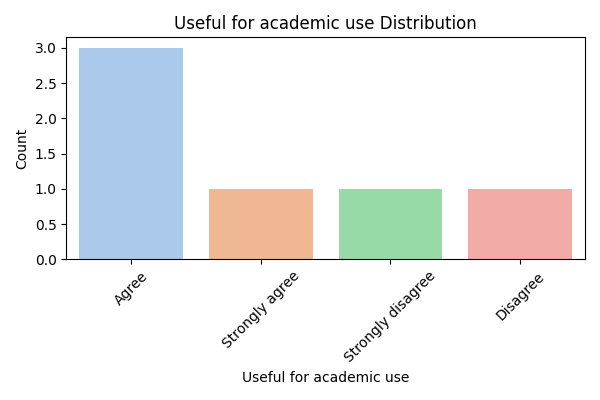 Useful for academic use Distribution
3.0
2.5
2.0
1.5
1.0
0.5
0.0
Count
Agree
Strongly agree
Strongly disagree
Disagree
Useful for academic use